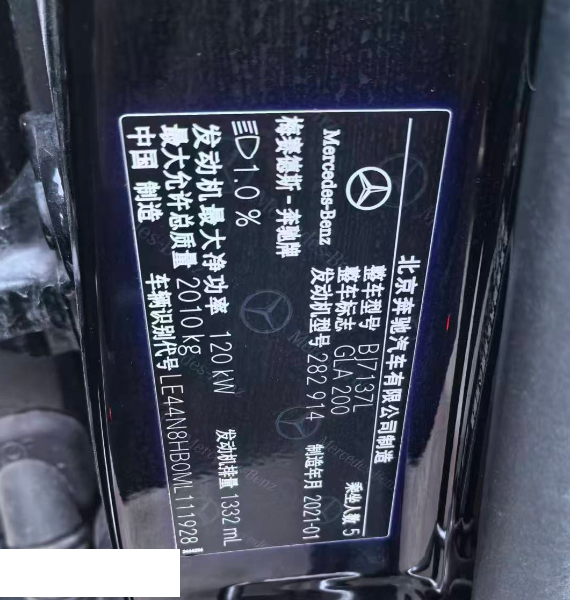 北京奔驰汽车有限公司制造
Mercedes-Benz
梅赛德斯-奔驰牌
整车型号 BJ7137L 乘坐人数 5
整车标志 GLA 200
发动机型号 282 914 制造年月 2021-01
1.0 %
发动机最大净功率 120 kW 发动机排量 1332 mL
最大允许总质量 2010 kg
中国 制造 车辆识别代号 LE44N8HB0ML111928